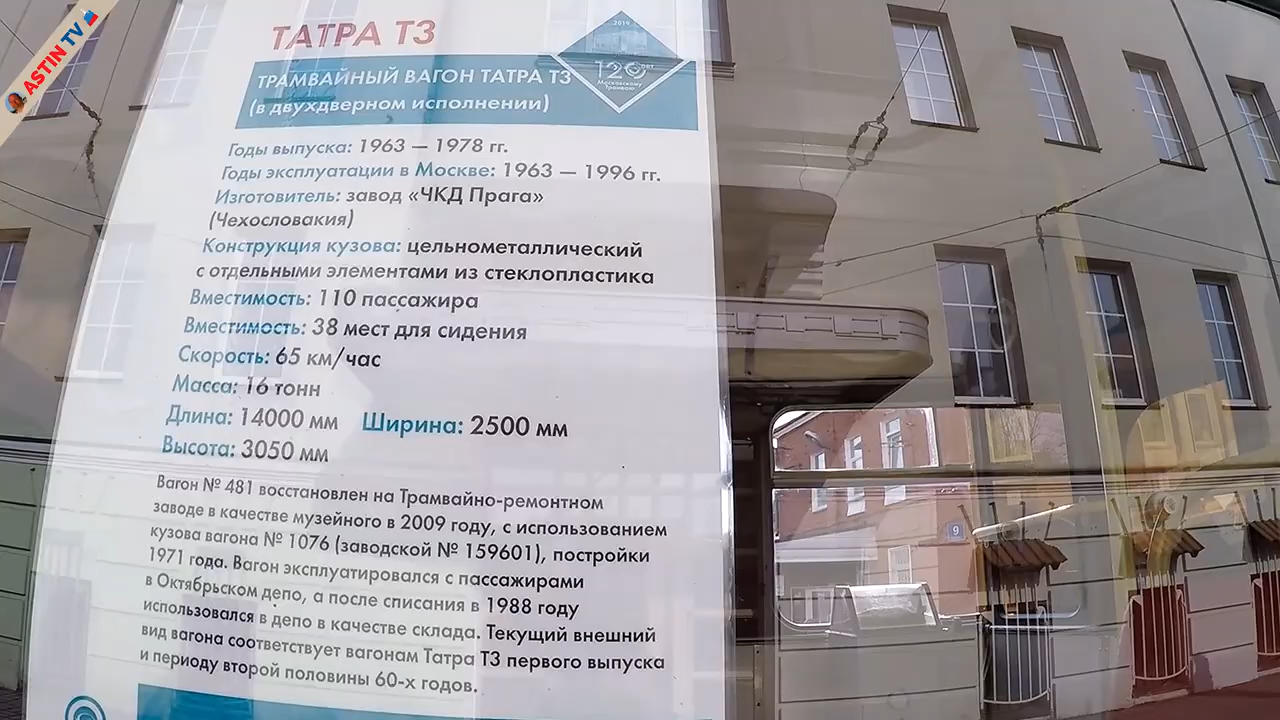 ASTIN TV
ТАТРА Т3
ТРАМВАЙНЫЙ ВАГОН ТАТРА Т3
(в двухдверном исполнении)
2019
120 ЛЕТ
Московскому
Трамваю
Годы выпуска: 1963 — 1978 гг.
Годы эксплуатации в Москве: 1963 — 1996 гг.
Изготовитель: завод «ЧКД Прага»
(Чехословакия)
Конструкция кузова: цельнометаллический
с отдельными элементами из стеклопластика
Вместимость: 110 пассажира
Вместимость: 38 мест для сидения
Скорость: 65 км/час
Масса: 16 тонн
Длина: 14000 мм Ширина: 2500 мм
Высота: 3050 мм
Вагон № 481 восстановлен на Трамвайно-ремонтном
заводе в качестве музейного в 2009 году, с использованием
кузова вагона № 1076 (заводской № 159601), постройки
1971 года. Вагон эксплуатировался с пассажирами
в Октябрьском депо, а после списания в 1988 году
использовался в депо в качестве склада. Текущий внешний
вид вагона соответствует вагонам Татра Т3 первого выпуска
и периоду второй половины 60-х годов.
9